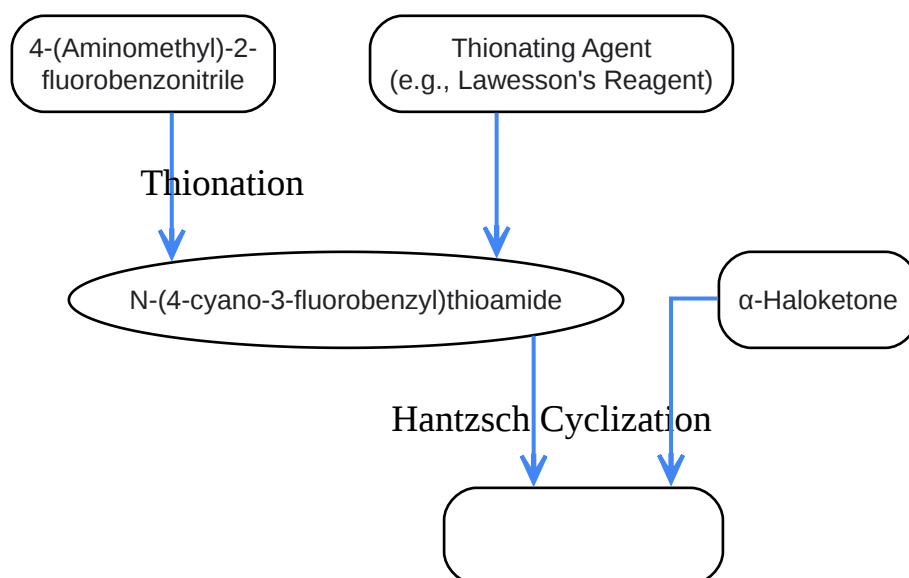 4-(Aminomethyl)-2-
fluorobenzonitrile
Thionating Agent
(e.g., Lawesson's Reagent)
Thionation
N-(4-cyano-3-fluorobenzyl)thioamide
α-Haloketone
Hantzsch Cyclization